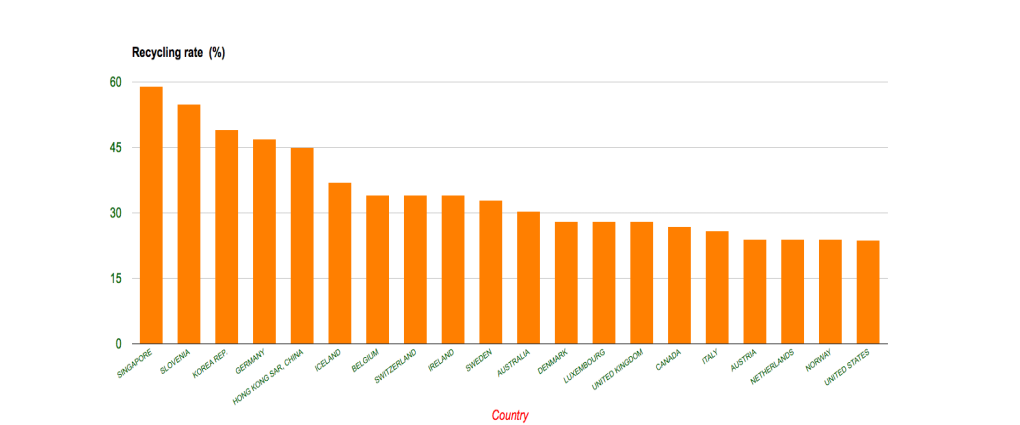 Recycling rate (%)
60
45
30
15
0
SINGAPORE
SLOVENIA
KOREA REP.
GERMANY
HONG KONG SAR, CHINA
ICELAND
BELGIUM
SWITZERLAND
IRELAND
SWEDEN
AUSTRALIA
DENMARK
LUXEMBOURG
UNITED KINGDOM
CANADA
ITALY
AUSTRIA
NETHERLANDS
NORWAY
UNITED STATES
Country